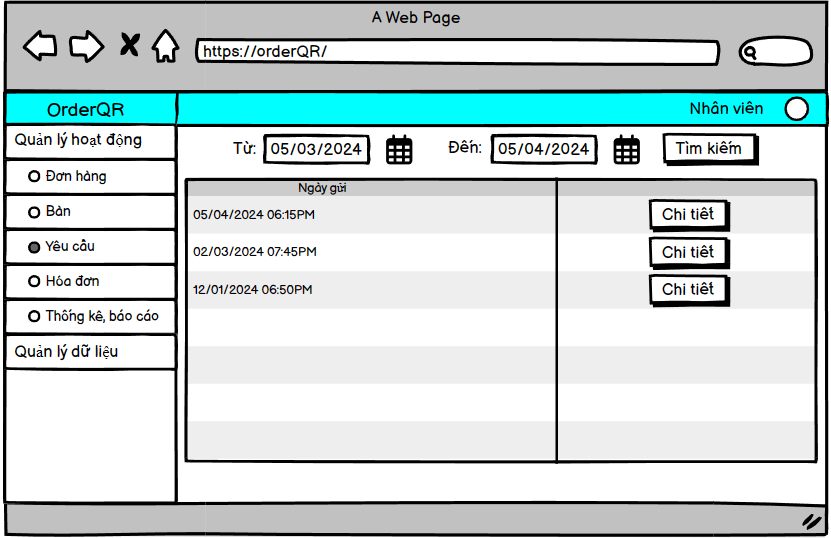 A Web Page
https://orderQR/
OrderQR
Nhân viên
Quản lý hoạt động
Đơn hàng
Bàn
Yêu cầu
Hóa đơn
Thống kê, báo cáo
Quản lý dữ liệu
Từ: 05/03/2024 Đến: 05/04/2024 Tìm kiếm
Ngày gửi
05/04/2024 06:15PM Chi tiết
02/03/2024 07:45PM Chi tiết
12/01/2024 06:50PM Chi tiết